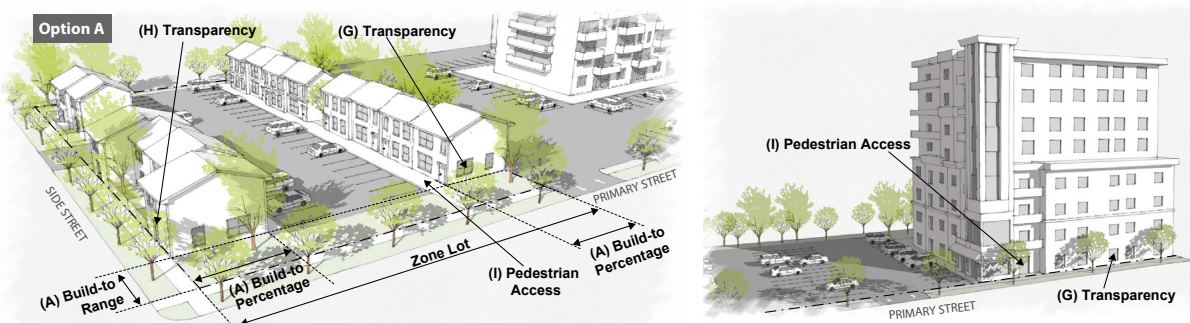 Option A
(H) Transparency
(G) Transparency
SIDE STREET
PRIMARY STREET
(A) Build-to
Range
(A) Build-to
Percentage
Zone Lot
(I) Pedestrian
Access
(A) Build-to
Percentage
(I) Pedestrian Access
(G) Transparency
PRIMARY STREET